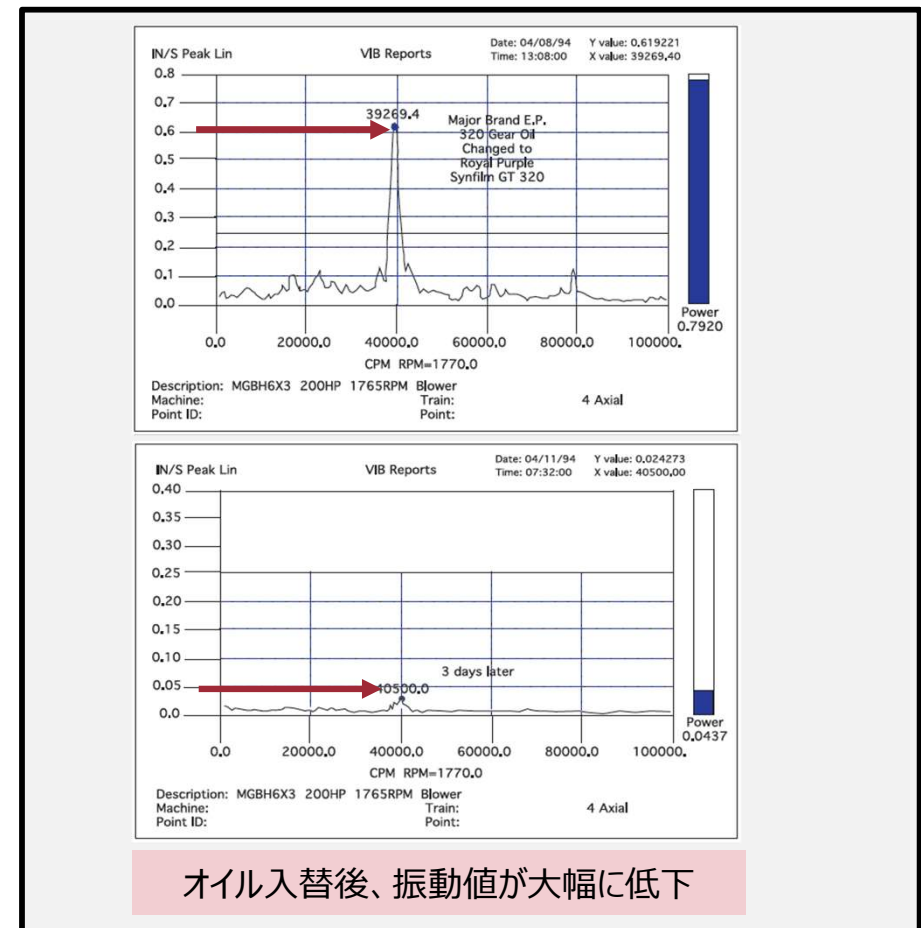 IN/S Peak Lin VIB Reports Date: 04/08/94 Y value: 0.619221
Time: 13:08:00 X value: 39269.40
0.8
0.7
39269.4
Major Brand E.P.
0.6
320 Gear Oil
Changed to
0.5
Royal Purple
Synfilm GT 320
0.4
0.3
0.2
0.1
0.0
Power
0.7920
0.0 20000.0 40000.0 60000.0 80000.0 100000.
CPM RPM=1770.0
Description: MGBH6X3 200HP 1765RPM Blower
Machine: Train: 4 Axial
Point ID: Point:
IN/S Peak Lin VIB Reports Date: 04/11/94 Y value: 0.024273
Time: 07:32:00 X value: 40500.00
0.40
0.35
0.30
0.25
0.20
0.15
0.10
3 days later
0.05
40500.0
0.0
Power
0.0437
0.0 20000.0 40000.0 60000.0 80000.0 100000.
CPM RPM=1770.0
Description: MGBH6X3 200HP 1765RPM Blower
Machine: Train: 4 Axial
Point ID: Point:
オイル入替後、振動値が大幅に低下